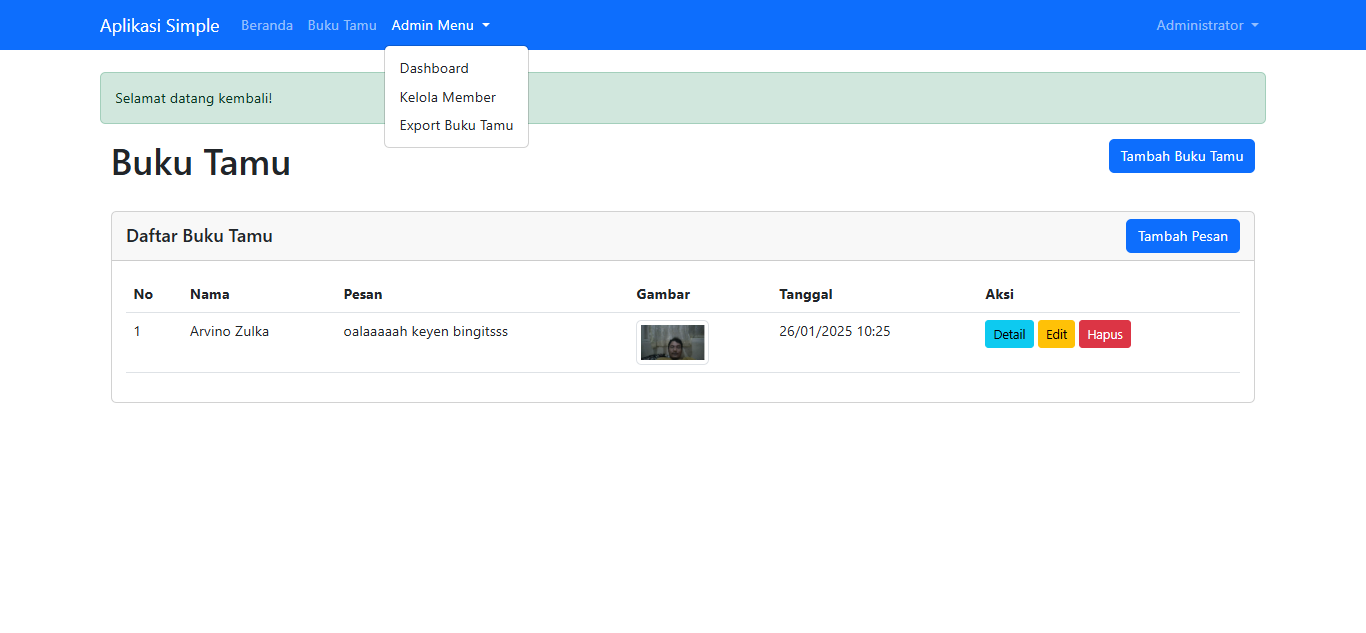 Aplikasi Simple Beranda Buku Tamu Admin Menu Administrator
Dashboard
Kelola Member
Export Buku Tamu
Selamat datang kembali!
Buku Tamu
Tambah Buku Tamu
Daftar Buku Tamu
Tambah Pesan
No Nama Pesan Gambar Tanggal Aksi
1 Arvino Zulka oalaaaaah keyen bingitsss 26/01/2025 10:25 Detail Edit Hapus